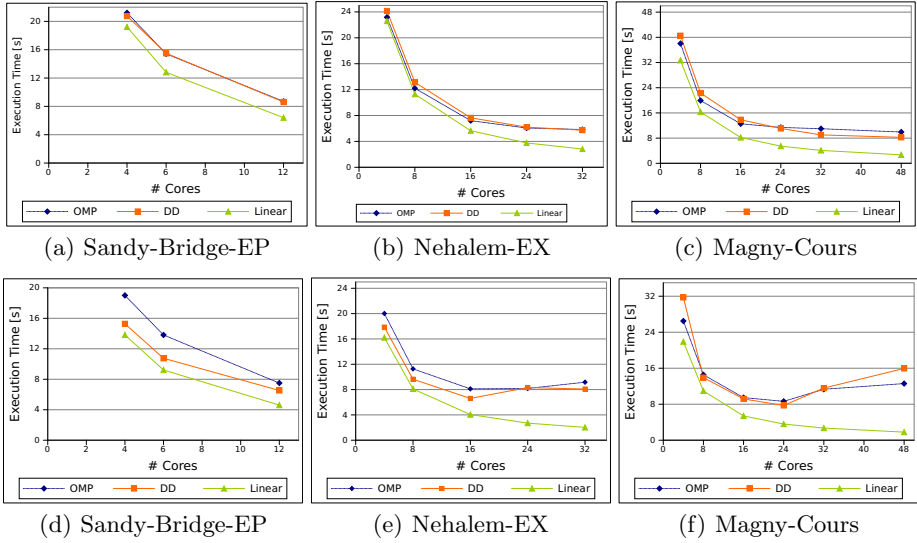 Execution Time [s]
20
16
12
8
4
0
0 2 4 6 8 10 12
# Cores
OMP DD Linear
(a) Sandy-Bridge-EP
Execution Time [s]
24
20
16
12
8
4
0
0 8 16 24 32
# Cores
OMP DD Linear
(b) Nehalem-EX
Execution Time [s]
48
40
32
24
16
8
0
0 8 16 24 32 40 48
# Cores
OMP DD Linear
(c) Magny-Cours
Execution Time [s]
20
16
12
8
4
0
0 2 4 6 8 10 12
# Cores
OMP DD Linear
(d) Sandy-Bridge-EP
Execution Time [s]
24
20
16
12
8
4
0
0 8 16 24 32
# Cores
OMP DD Linear
(e) Nehalem-EX
Execution Time [s]
32
24
16
8
0
0 8 16 24 32 40 48
# Cores
OMP DD Linear
(f) Magny-Cours